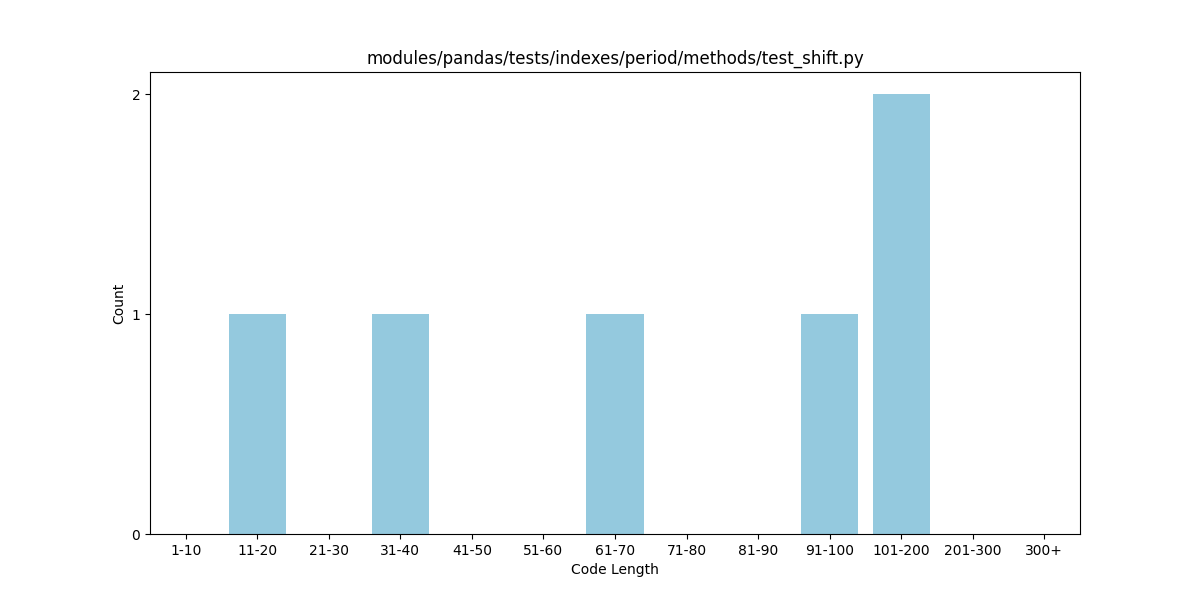 modules/pandas/tests/indexes/period/methods/test_shift.py
2
1
0
Count
1-10 11-20 21-30 31-40 41-50 51-60 61-70 71-80 81-90 91-100 101-200 201-300 300+
Code Length